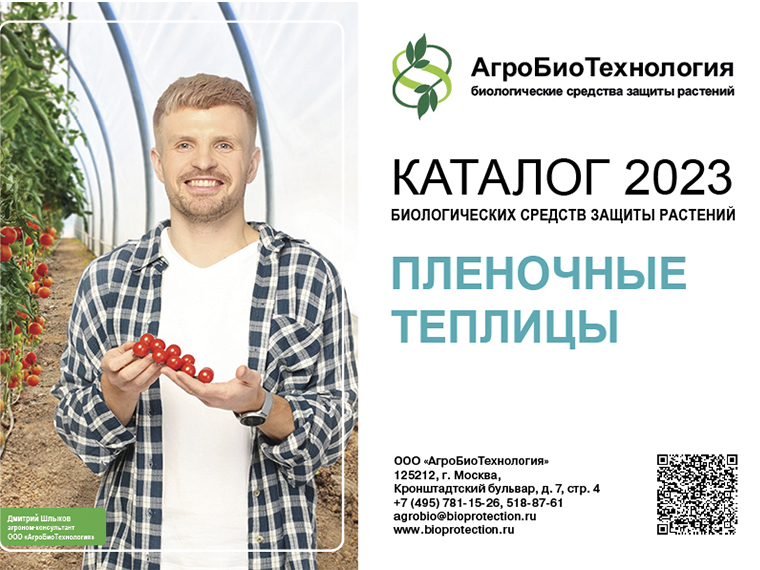 АгроБиоТехнология
биологические средства защиты растений
КАТАЛОГ 2023
БИОЛОГИЧЕСКИХ СРЕДСТВ ЗАЩИТЫ РАСТЕНИЙ
ПЛЕНОЧНЫЕ
ТЕПЛИЦЫ
ООО «АгроБиоТехнология»
125212, г. Москва,
Кронштадтский бульвар, д. 7, стр. 4
+7 (495) 781-15-26, 518-87-61
agrobio@bioprotection.ru
www.bioprotection.ru
Дмитрий Шлыков
агроном-консультант
ООО «АгроБиоТехнология»